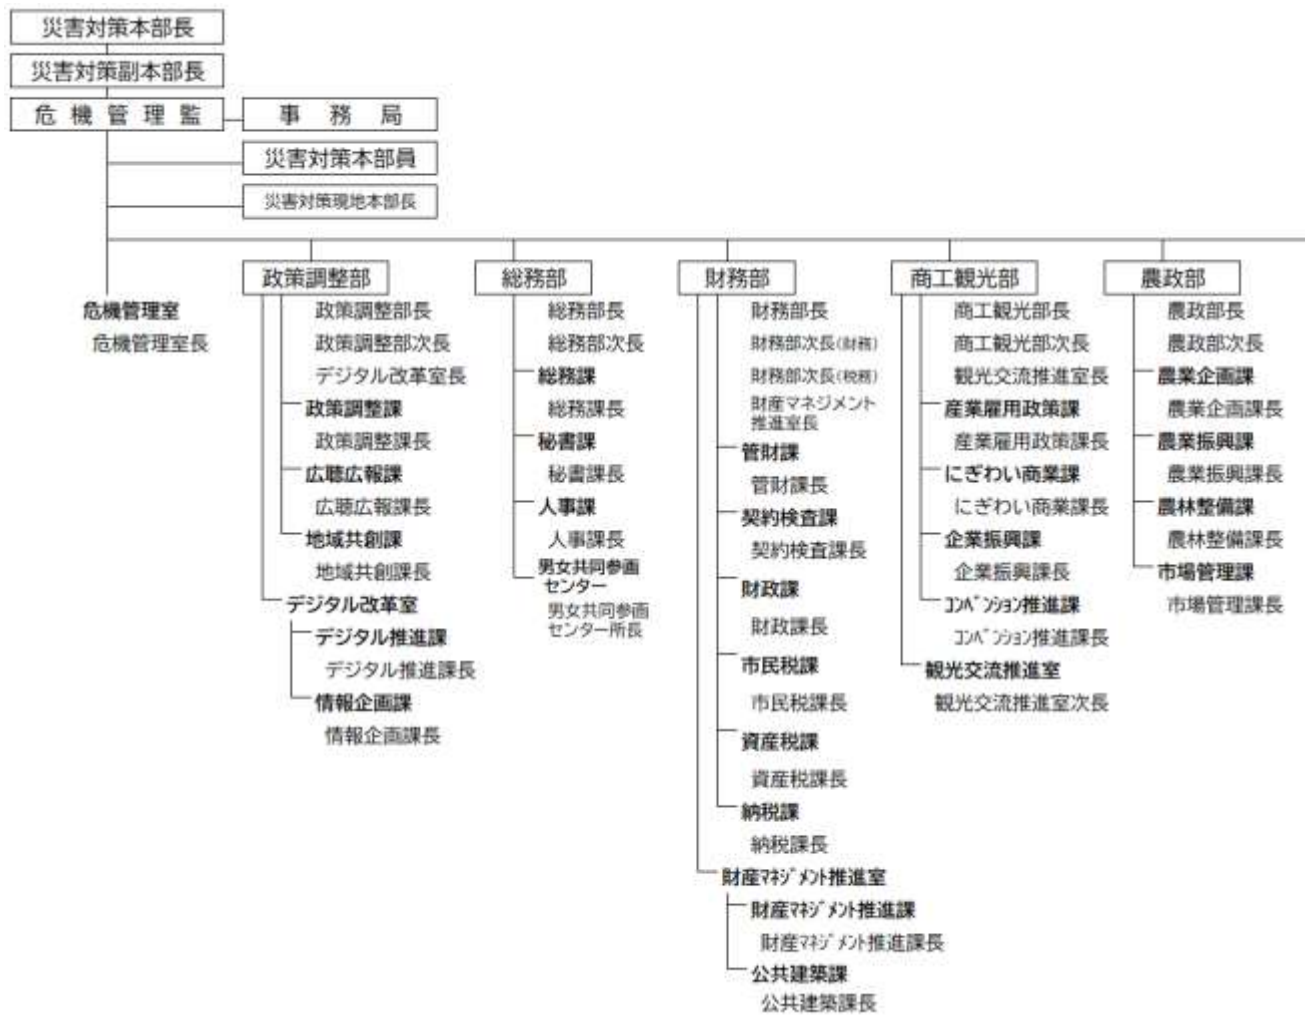 災害対策本部長
災害対策副本部長
危機管理監
事務局
災害対策本部員
災害対策現地本部長
危機管理室
危機管理室長
政策調整部
政策調整部長
政策調整部次長
デジタル改革室長
政策調整課
政策調整課長
広聴広報課
広聴広報課長
地域共創課
地域共創課長
デジタル改革室
デジタル推進課
デジタル推進課長
情報企画課
情報企画課長
総務部
総務部長
総務部次長
総務課
総務課長
秘書課
秘書課長
人事課
人事課長
男女共同参画
センター
男女共同参画
センター所長
財務部
財務部長
財務部次長(財務)
財務部次長(税務)
財産マネジメント
推進室長
管財課
管財課長
契約検査課
契約検査課長
財政課
財政課長
市民税課
市民税課長
資産税課
資産税課長
納税課
納税課長
財産ﾏﾈｼﾞﾒﾝﾄ推進室
財産ﾏﾈｼﾞﾒﾝﾄ推進課
財産ﾏﾈｼﾞﾒﾝﾄ推進課長
公共建築課
公共建築課長
商工観光部
商工観光部長
商工観光部次長
観光交流推進室長
産業雇用政策課
産業雇用政策課長
にぎわい商業課
にぎわい商業課長
企業振興課
企業振興課長
ｺﾝﾍﾞﾝｼｮﾝ推進課
ｺﾝﾍﾞﾝｼｮﾝ推進課長
観光交流推進室
観光交流推進室次長
農政部
農政部長
農政部次長
農業企画課
農業企画課長
農業振興課
農業振興課長
農林整備課
農林整備課長
市場管理課
市場管理課長